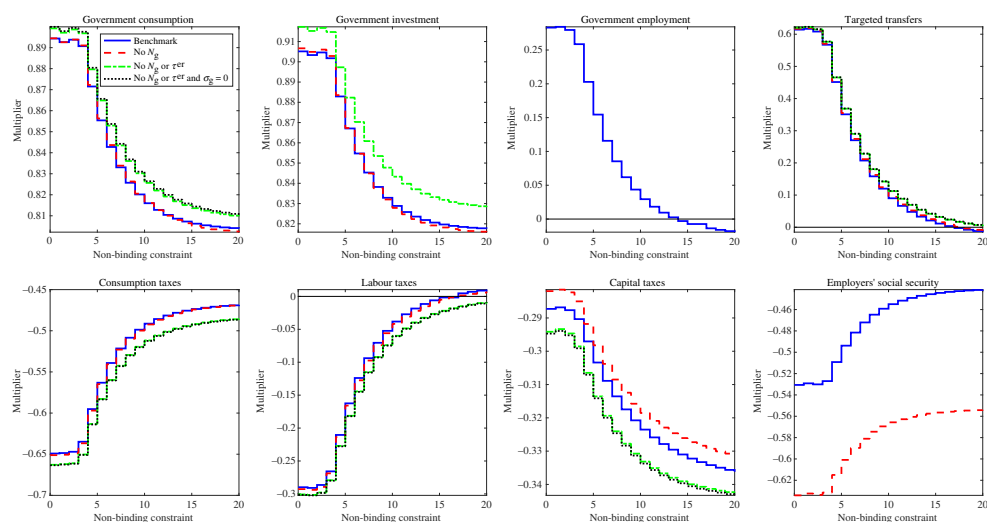 Government consumption
Multiplier
0.89
0.88
0.87
0.86
0.85
0.84
0.83
0.82
0.81
Benchmark
No Ng
No Ng or τer
No Ng or τer and σg = 0
0 5 10 15 20
Non-binding constraint
Government investment
Multiplier
0.91
0.9
0.89
0.88
0.87
0.86
0.85
0.84
0.83
0.82
0 5 10 15 20
Non-binding constraint
Government employment
Multiplier
0.25
0.2
0.15
0.1
0.05
0
0 5 10 15 20
Non-binding constraint
Targeted transfers
Multiplier
0.6
0.5
0.4
0.3
0.2
0.1
0
0 5 10 15 20
Non-binding constraint
Consumption taxes
Multiplier
−0.45
−0.5
−0.55
−0.6
−0.65
−0.7
0 5 10 15 20
Non-binding constraint
Labour taxes
Multiplier
0
−0.05
−0.1
−0.15
−0.2
−0.25
−0.3
0 5 10 15 20
Non-binding constraint
Capital taxes
Multiplier
−0.29
−0.3
−0.31
−0.32
−0.33
−0.34
0 5 10 15 20
Non-binding constraint
Employers' social security
Multiplier
−0.46
−0.5
−0.52
−0.54
−0.56
−0.58
−0.6
−0.62
0 5 10 15 20
Non-binding constraint